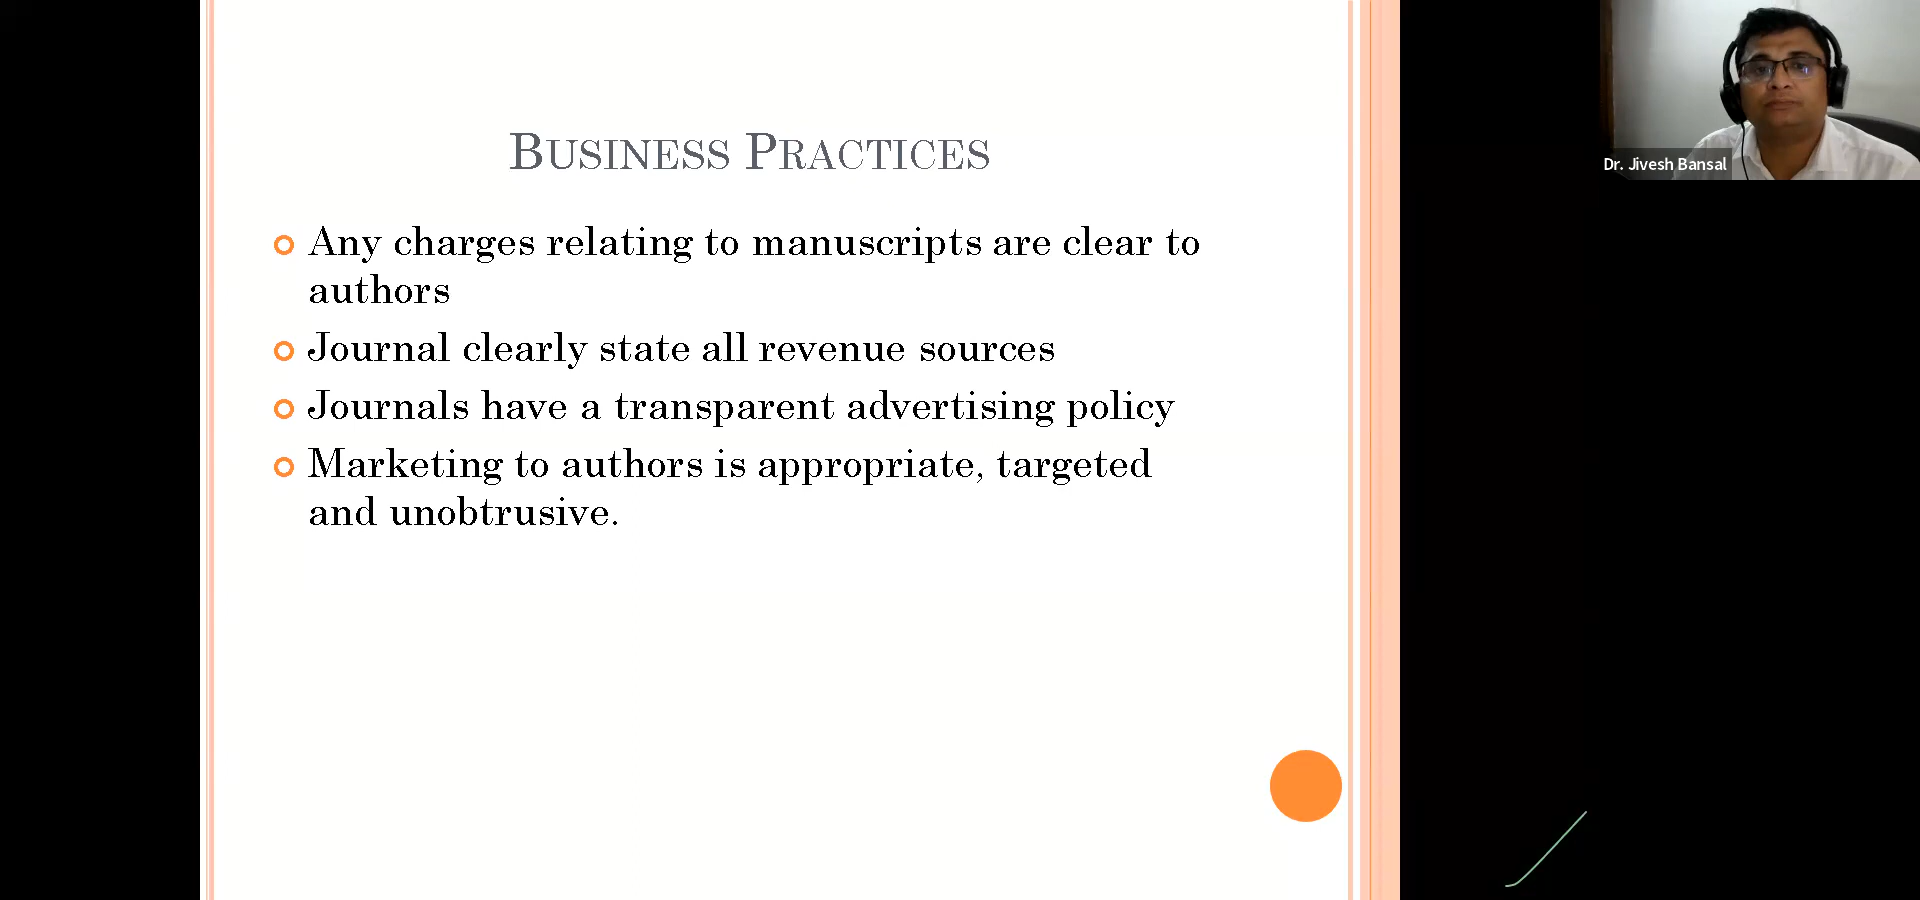 Business Practices
Any charges relating to manuscripts are clear to
authors
Journal clearly state all revenue sources
Journals have a transparent advertising policy
Marketing to authors is appropriate, targeted
and unobtrusive.
Dr. Jivesh Bansal